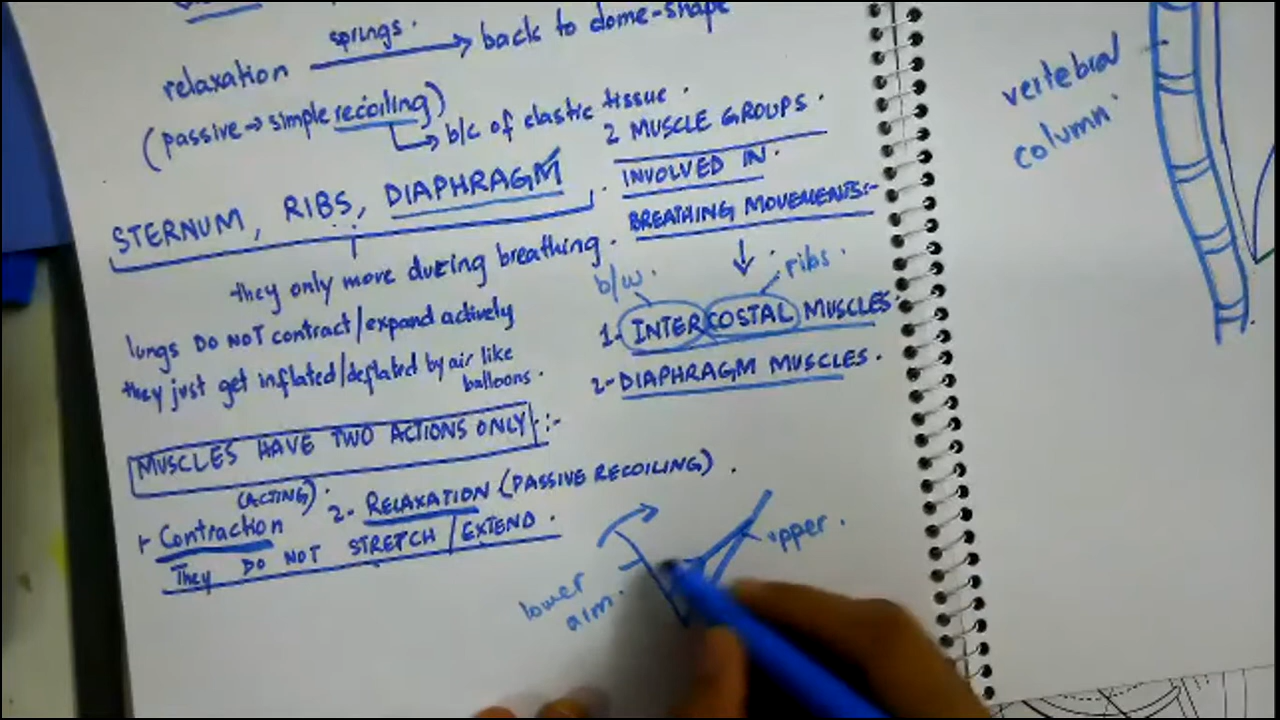 springs.
relaxation → back to dome-shape
(passive → simple recoiling)
↳ b/c of elastic tissue.
STERNUM, RIBS, DIAPHRAGM
they only move during breathing.
lungs DO NOT contract/expand actively
they just get inflated/deflated by air like
balloons.
2 MUSCLE GROUPS.
INVOLVED IN.
BREATHING MOVEMENTS:-
b/w.
ribs.
1- INTERCOSTAL MUSCLES.
2- DIAPHRAGM MUSCLES.
MUSCLES HAVE TWO ACTIONS ONLY:-
(ACTING).
1- Contraction 2- RELAXATION (PASSIVE RECOILING).
They DO NOT STRETCH/EXTEND.
upper.
lower
arm.
vertebral
column.